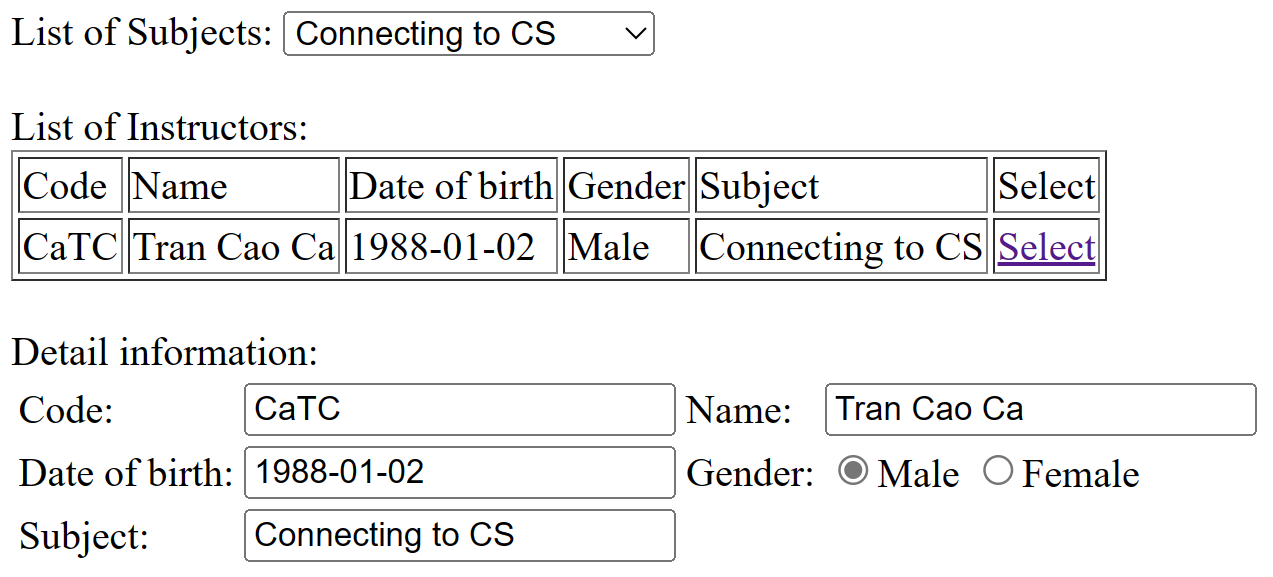 List of Subjects: Connecting to CS
List of Instructors:
Code Name Date of birth Gender Subject Select
CaTC Tran Cao Ca 1988-01-02 Male Connecting to CS Select
Detail information:
Code: CaTC Name: Tran Cao Ca
Date of birth: 1988-01-02 Gender: Male Female
Subject: Connecting to CS